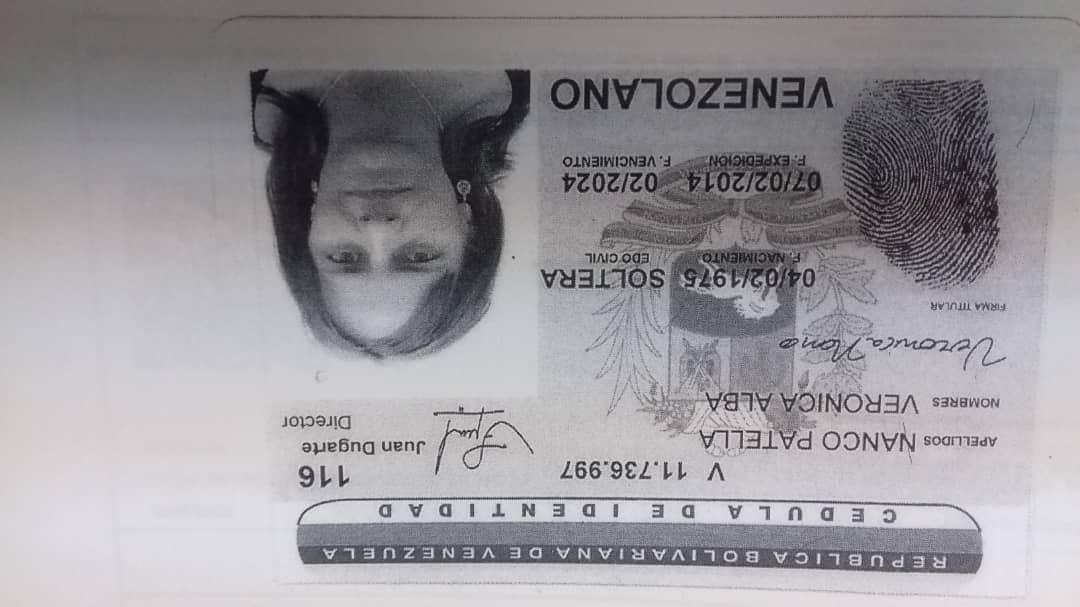 REPUBLICA BOLIVARIANA DE VENEZUELA
CEDULA DE IDENTIDAD
V 11.736.997
116
Juan Dugarte
Director
APELLIDOS NANCO PATELLA
NOMBRES VERONICA ALBA
Veronica Nanco
FIRMA TITULAR
04/02/1975 SOLTERA
F. NACIMIENTO EDO CIVIL
07/02/2014 02/2024
F. EXPEDICION F. VENCIMIENTO
VENEZOLANO